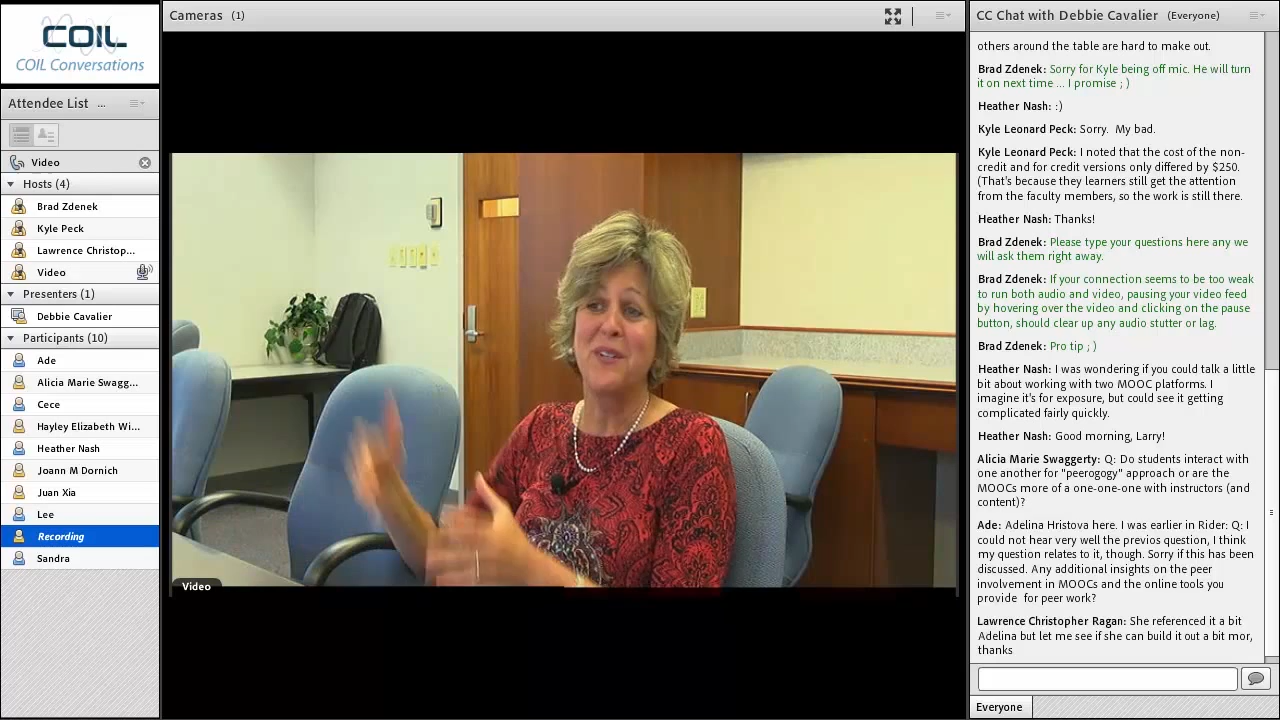 COIL
COIL Conversations
Attendee List ...
Video
Hosts (4)
Brad Zdenek
Kyle Peck
Lawrence Christop...
Video
Presenters (1)
Debbie Cavalier
Participants (10)
Ade
Alicia Marie Swagg...
Cece
Hayley Elizabeth Wi...
Heather Nash
Joann M Dornich
Juan Xia
Lee
Recording
Sandra
Cameras (1)
Video
CC Chat with Debbie Cavalier (Everyone)
others around the table are hard to make out.
Brad Zdenek: Sorry for Kyle being off mic. He will turn
it on next time ... I promise ; )
Heather Nash: :)
Kyle Leonard Peck: Sorry. My bad
Kyle Leonard Peck: I noted that the cost of the non-
credit and for credit versions only differed by $250.
(That's because they learners still get the attention
from the faculty members, so the work is still there.
Heather Nash: Thanks!
Brad Zdenek: Please type your questions here any we
will ask them right away.
Brad Zdenek: If your connection seems to be too weak
to run both audio and video, pausing your video feed
by hovering over the video and clicking on the pause
button, should clear up any audio stutter or lag.
Brad Zdenek: Pro tip ; )
Heather Nash: I was wondering if you could talk a little
bit about working with two MOOC platforms. I
imagine it's for exposure, but could see it getting
complicated fairly quickly.
Heather Nash: Good morning, Larry!
Alicia Marie Swaggerty: Q: Do students interact with
one another for "peerogogy" approach or are the
MOOCs more of a one-one-one with instructors (and
content)?
Ade: Adelina Hristova here. I was earlier in Rider: Q: I
could not hear very well the previos question, I think
my question relates to it, though. Sorry if this has been
discussed. Any additional insights on the peer
involvement in MOOCs and the online tools you
provide for peer work?
Lawrence Christopher Ragan: She referenced it a bit
Adelina but let me see if she can build it out a bit mor,
thanks
Everyone